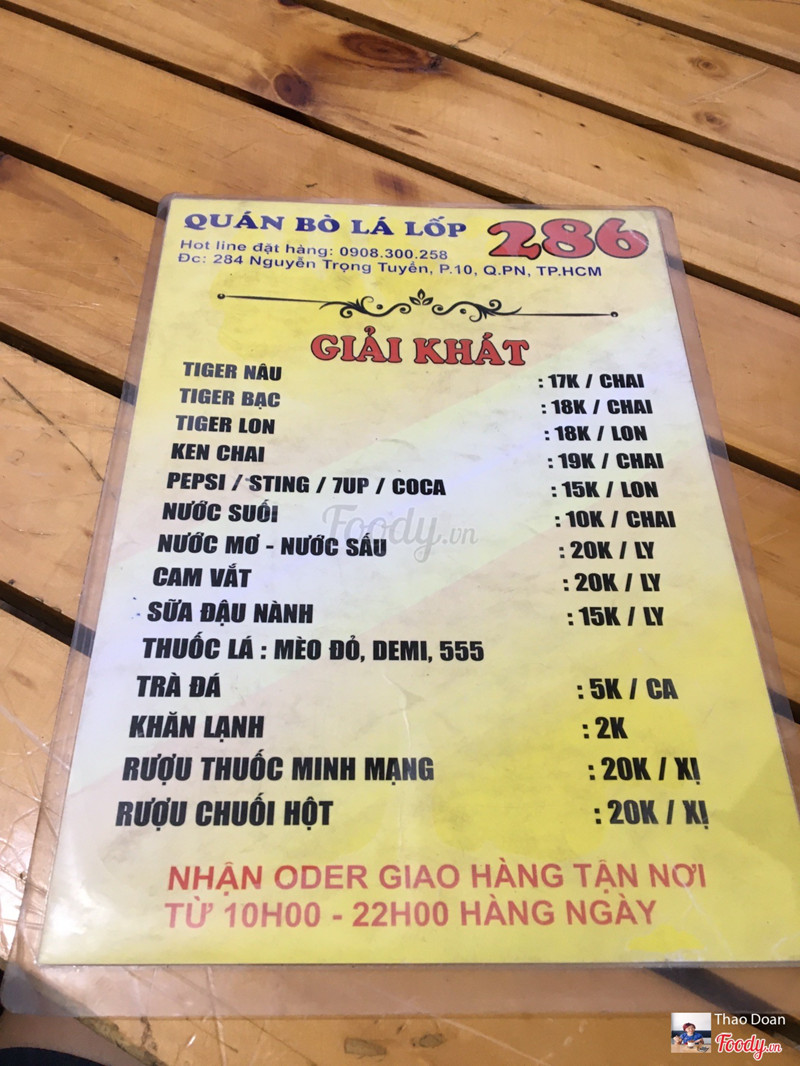 QUÁN BÒ LÁ LỐP 286
Hot line đặt hàng: 0908.300.258
Đc: 284 Nguyễn Trọng Tuyển, P.10, Q.PN, TP.HCM
GIẢI KHÁT
TIGER NÂU : 17K / CHAI
TIGER BẠC : 18K / CHAI
TIGER LON : 18K / LON
KEN CHAI : 19K / CHAI
PEPSI / STING / 7UP / COCA : 15K / LON
NƯỚC SUỐI : 10K / CHAI
Foody.vn
NƯỚC MƠ - NƯỚC SẤU : 20K / LY
CAM VẮT : 20K / LY
SỮA ĐẬU NÀNH : 15K / LY
THUỐC LÁ : MÈO ĐỎ, DEMI, 555
TRÀ ĐÁ : 5K / CA
KHĂN LẠNH : 2K
RƯỢU THUỐC MINH MẠNG : 20K / XỊ
RƯỢU CHUỐI HỘT : 20K / XỊ
NHẬN ODER GIAO HÀNG TẬN NƠI
TỪ 10H00 - 22H00 HÀNG NGÀY
Thao Doan
Foody.vn